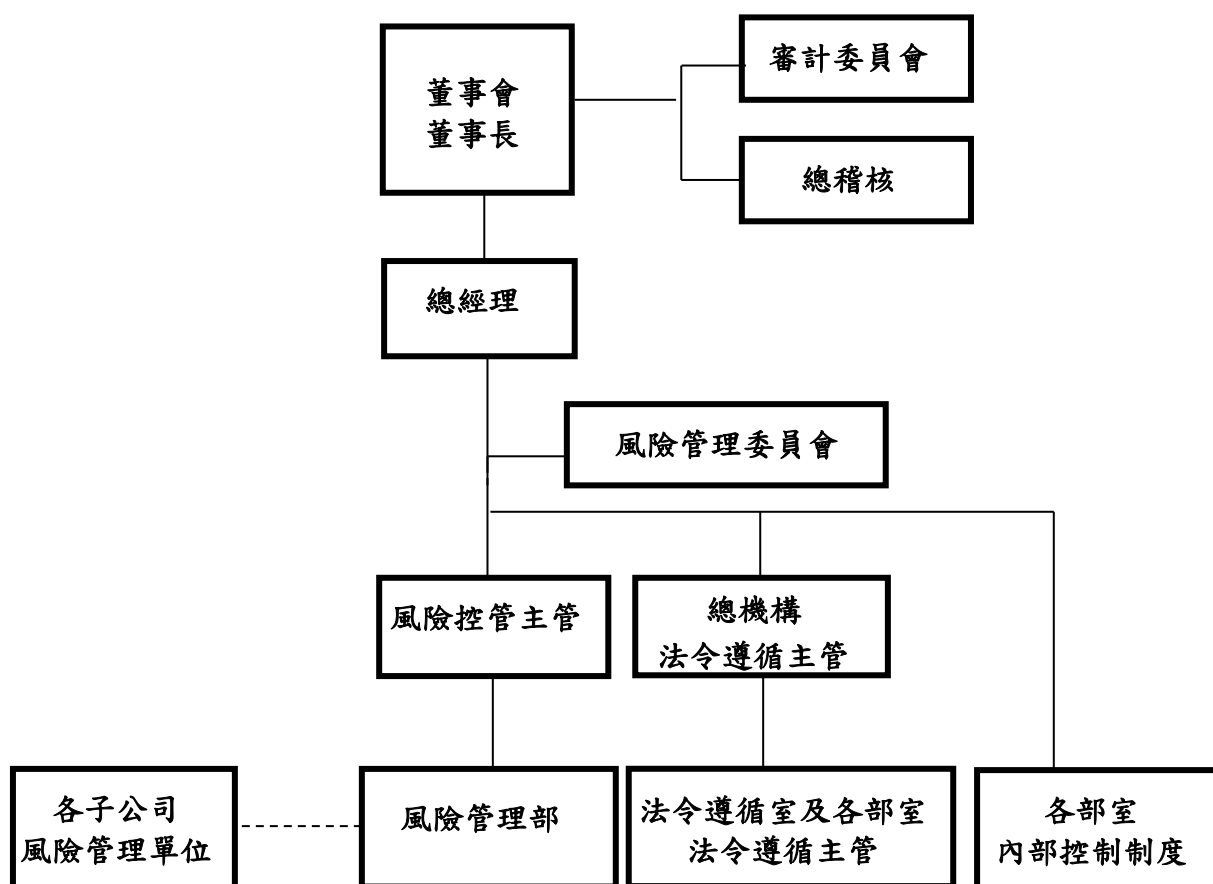 審計委員會
董事會
董事長
總稽核
總經理
風險管理委員會
風險控管主管
總機構
法令遵循主管
各子公司
風險管理單位
風險管理部
法令遵循室及各部室
法令遵循主管
各部室
內部控制制度